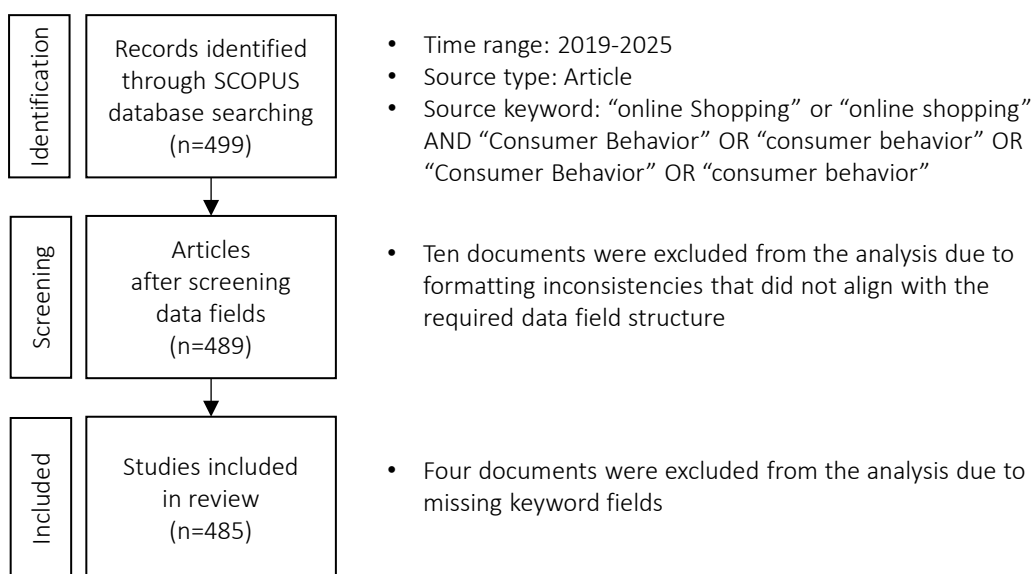 Identification
Records identified
through SCOPUS
database searching
(n=499)
• Time range: 2019-2025
• Source type: Article
• Source keyword: “online Shopping” or “online shopping”
AND “Consumer Behavior” OR “consumer behavior” OR
“Consumer Behavior” OR “consumer behavior”
Screening
Articles
after screening
data fields
(n=489)
• Ten documents were excluded from the analysis due to
formatting inconsistencies that did not align with the
required data field structure
Included
Studies included
in review
(n=485)
• Four documents were excluded from the analysis due to
missing keyword fields